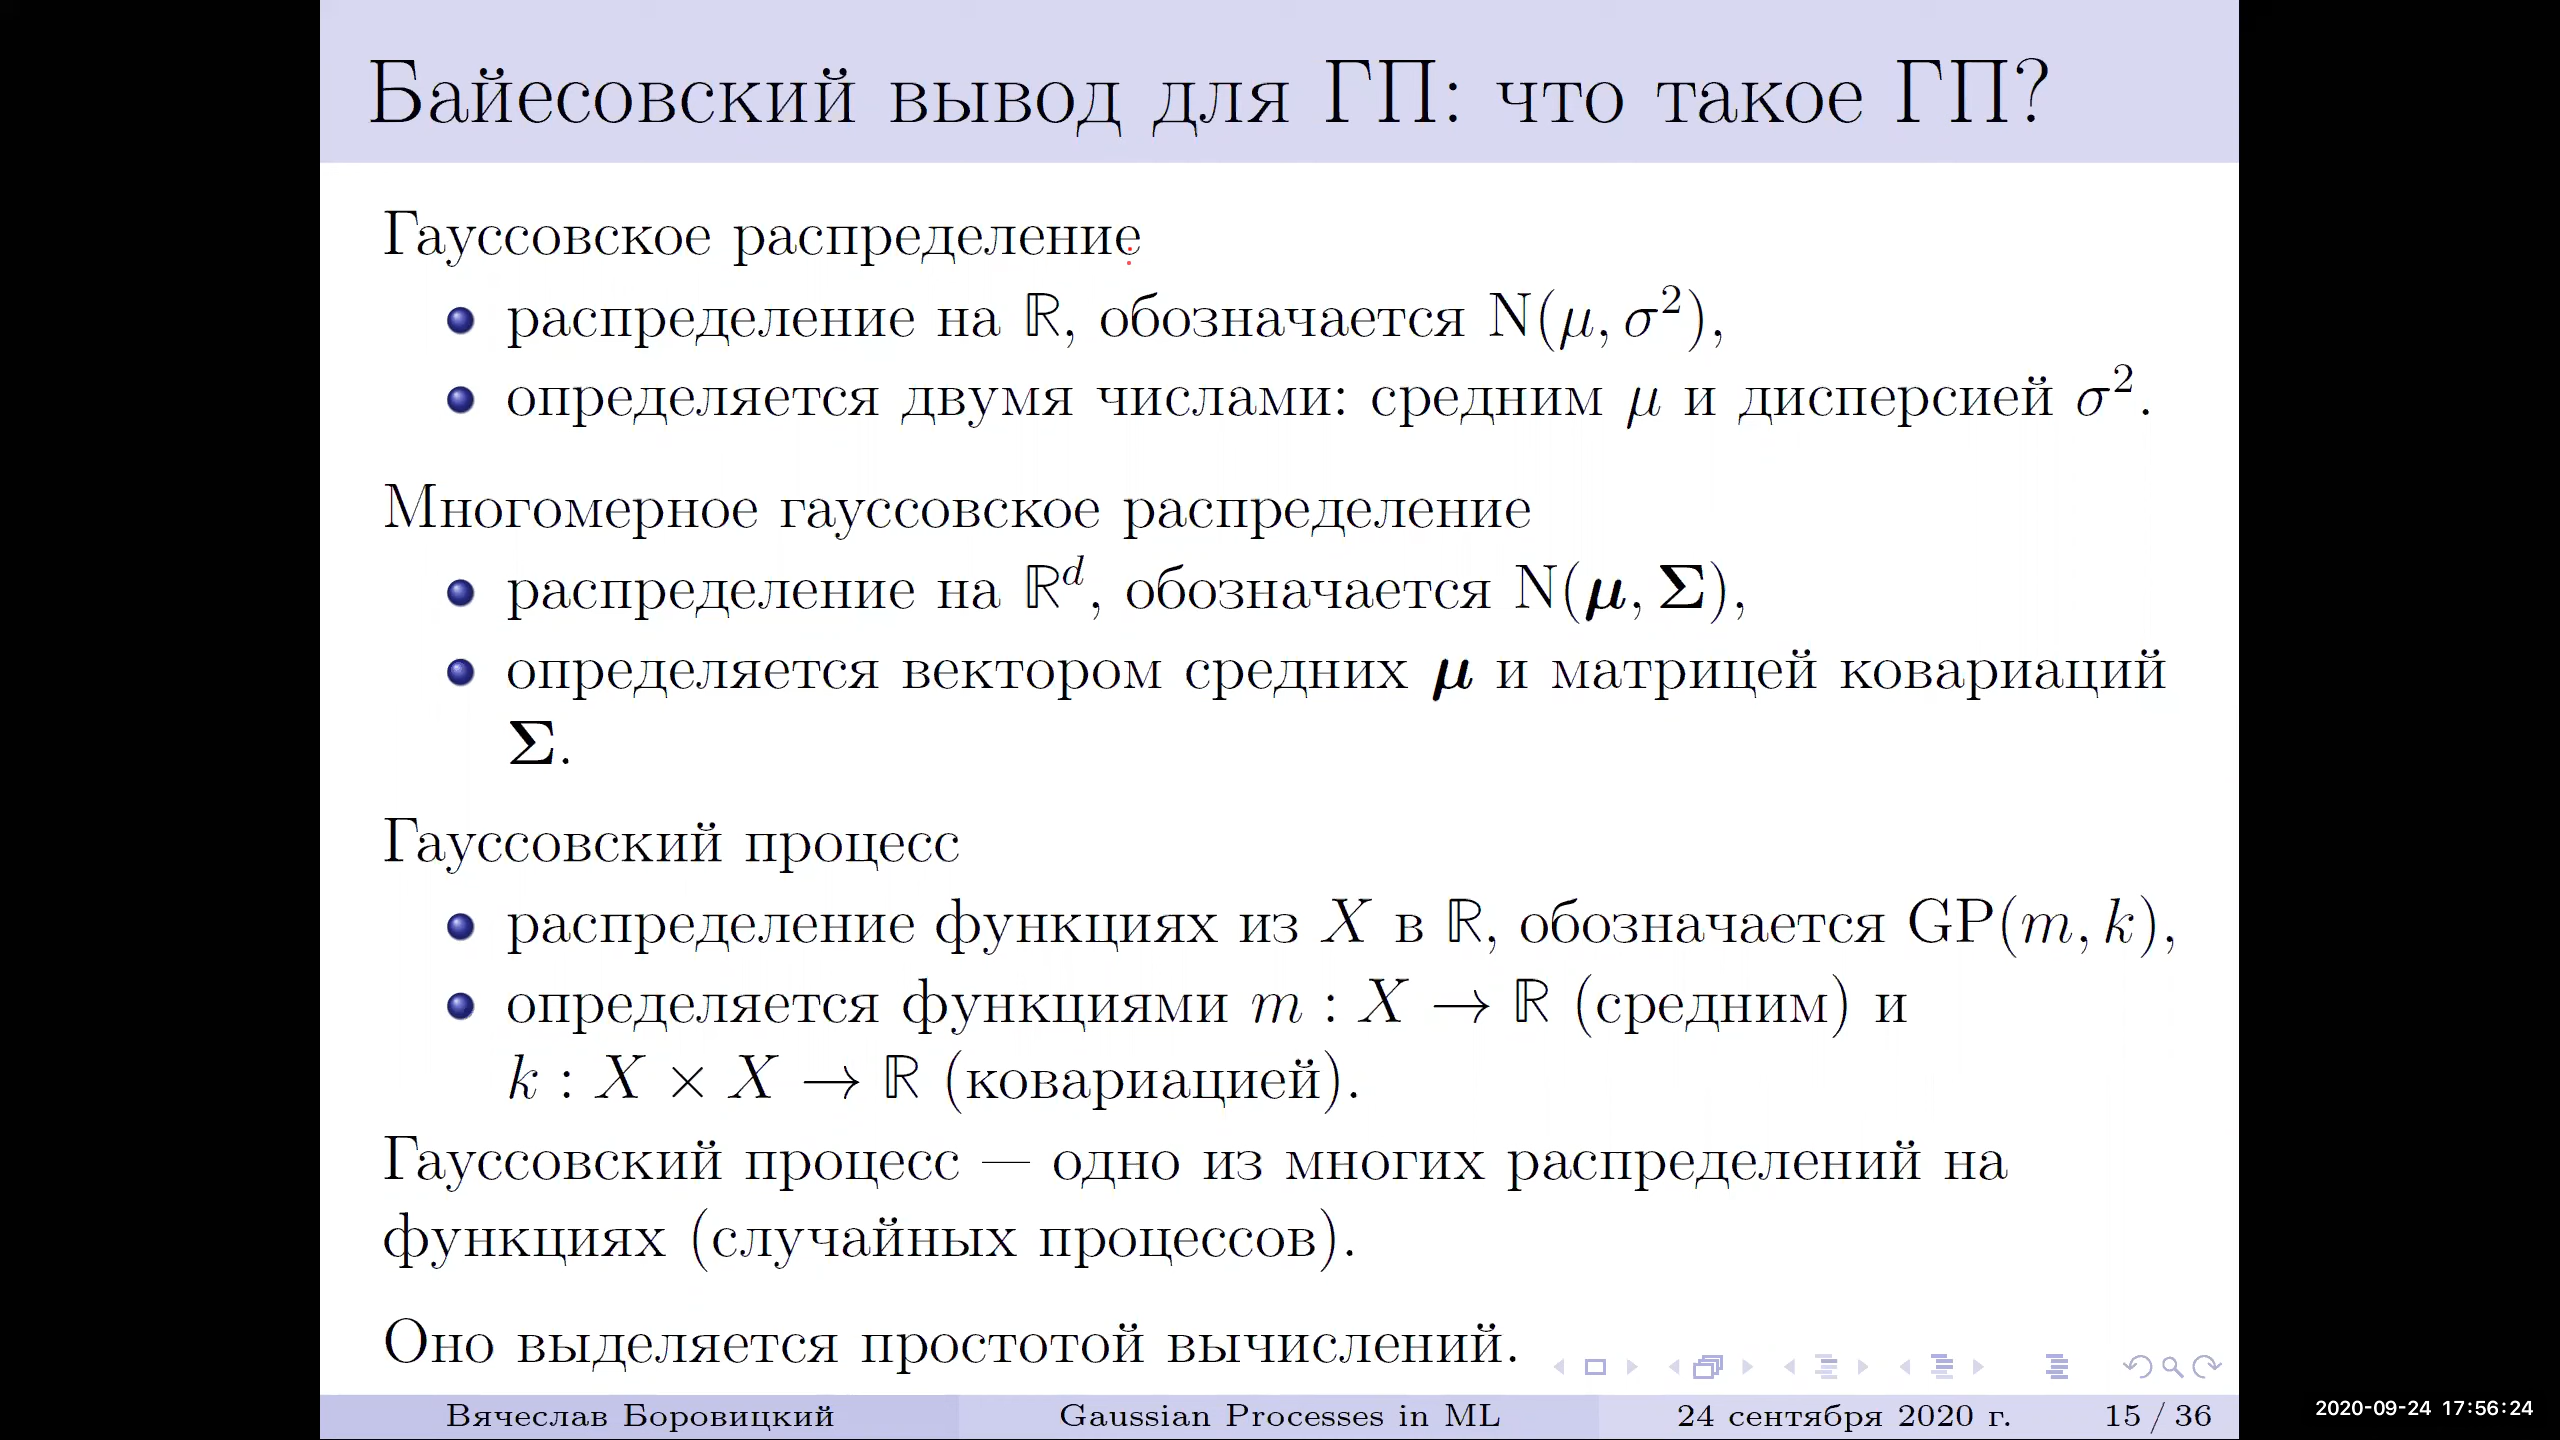 Байесовский вывод для ГП: что такое ГП?
Гауссовское распределение
распределение на ℝ, обозначается N(μ, σ²),
определяется двумя числами: средним μ и дисперсией σ².
Многомерное гауссовское распределение
распределение на ℝᵈ, обозначается N(μ, Σ),
определяется вектором средних μ и матрицей ковариаций
Σ.
Гауссовский процесс
распределение функциях из X в ℝ, обозначается GP(m, k),
определяется функциями m : X → ℝ (средним) и
k : X × X → ℝ (ковариацией).
Гауссовский процесс — одно из многих распределений на
функциях (случайных процессов).
Оно выделяется простотой вычислений.
Вячеслав Боровицкий Gaussian Processes in ML 24 сентября 2020 г. 15 / 36
2020-09-24 17:56:24